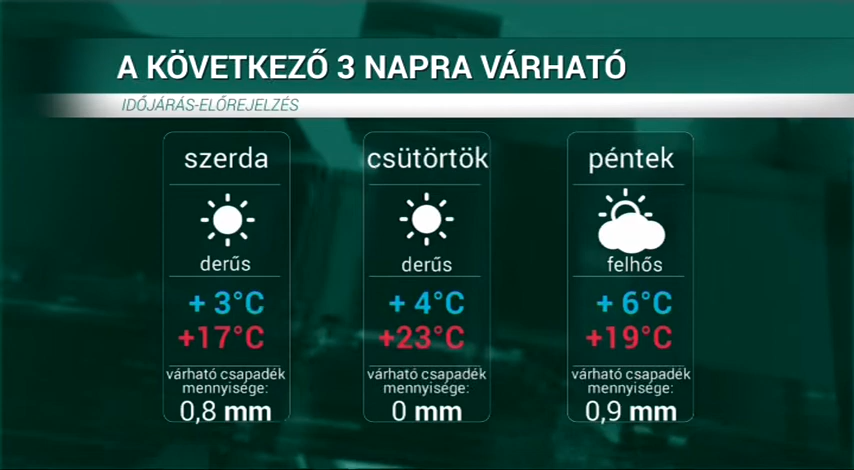 A KÖVETKEZŐ 3 NAPRA VÁRHATÓ
IDŐJÁRÁS-ELŐREJELZÉS
szerda
derűs
+ 3°C
+17°C
várható csapadék
mennyisége:
0,8 mm
csütörtök
derűs
+ 4°C
+23°C
várható csapadék
mennyisége:
0 mm
péntek
felhős
+ 6°C
+19°C
várható csapadék
mennyisége:
0,9 mm